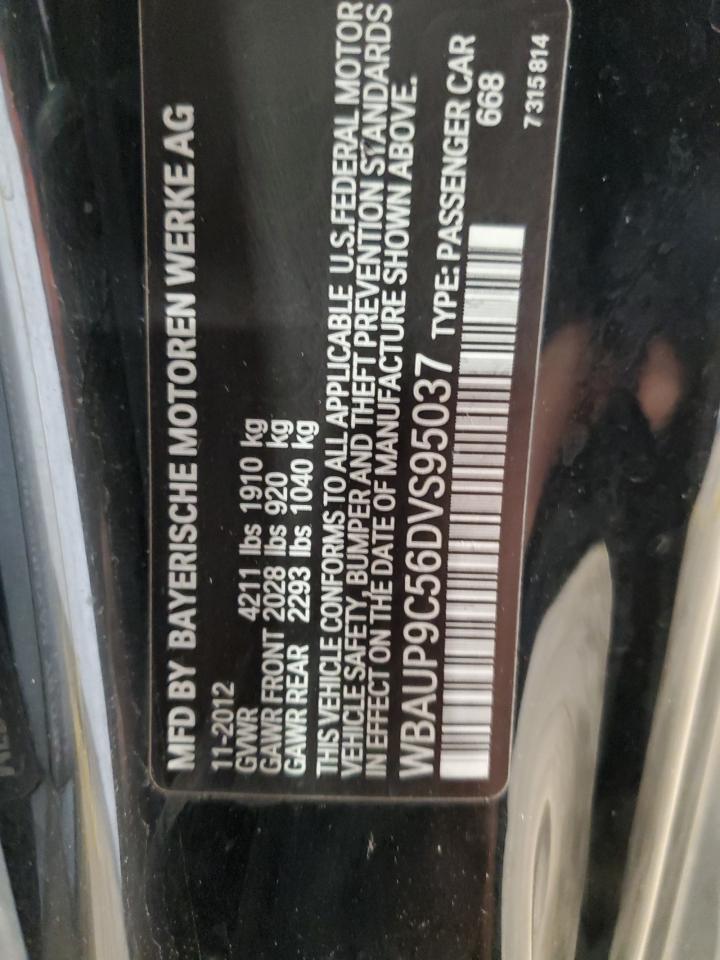 MFD BY BAYERISCHE MOTOREN WERKE AG
11-2012
GVWR 4211 lbs 1910 kg
GAWR FRONT 2028 lbs 920 kg
GAWR REAR 2293 lbs 1040 kg
THIS VEHICLE CONFORMS TO ALL APPLICABLE U.S. FEDERAL MOTOR
VEHICLE SAFETY, BUMPER AND THEFT PREVENTION STANDARDS
IN EFFECT ON THE DATE OF MANUFACTURE SHOWN ABOVE.
WBAUP9C56DVS95037 TYPE: PASSENGER CAR
668
7 315 814